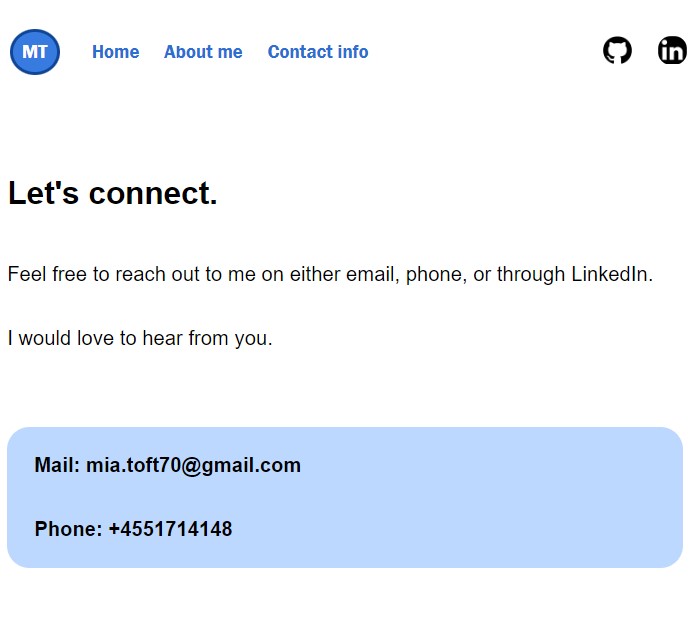 MT
Home About me Contact info
in
Let's connect.
Feel free to reach out to me on either email, phone, or through LinkedIn.
I would love to hear from you.
Mail: mia.toft70@gmail.com
Phone: +4551714148